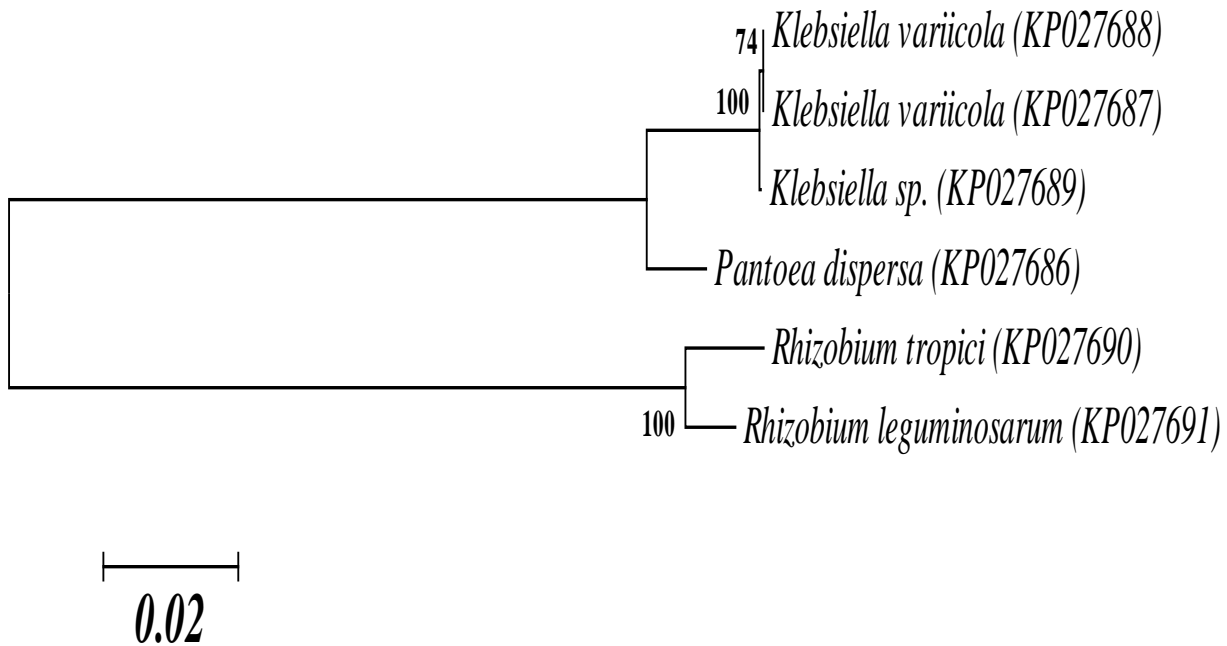 74
Klebsiella variicola (KP027688)
100
Klebsiella variicola (KP027687)
Klebsiella sp. (KP027689)
Pantoea dispersa (KP027686)
Rhizobium tropici (KP027690)
100
Rhizobium leguminosarum (KP027691)
0.02